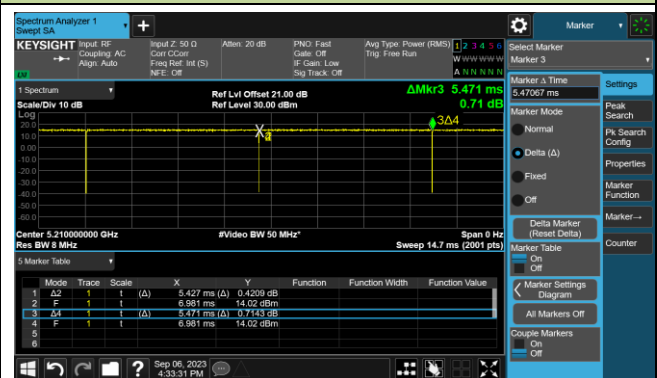 Spectrum Analyzer 1
Swept SA
+
Marker
KEYSIGHT
Input: RF
Coupling: AC
Align: Auto
Input Z: 50 Ω
Corr CCorr
Freq Ref: Int (S)
NFE: Off
Atten: 20 dB
PNO: Fast
Gate: Off
IF Gain: Low
Sig Track: Off
Avg Type: Power (RMS)
Trig: Free Run
1 2 3 4 5 6
W W W W W W
A N N N N N
LXI
Select Marker
Marker 3
1 Spectrum
Scale/Div 10 dB
Ref Lvl Offset 21.00 dB
Ref Level 30.00 dBm
ΔMkr3 5.471 ms
0.71 dB
Log
20.0
10.0
0.00
-10.0
-20.0
-30.0
-40.0
-50.0
-60.0
X
2
3Δ4
Center 5.210000000 GHz
Res BW 8 MHz
#Video BW 50 MHz*
Span 0 Hz
Sweep 14.7 ms (2001 pts)
5 Marker Table
Mode Trace Scale X Y Function Function Width Function Value
1 Δ2 1 t (Δ) 5.427 ms (Δ) 0.4209 dB
2 F 1 t 6.981 ms 14.02 dBm
3 Δ4 1 t (Δ) 5.471 ms (Δ) 0.7143 dB
4 F 1 t 6.981 ms 14.02 dBm
5
6
Marker Δ Time
5.47067 ms
Marker Mode
Normal
Delta (Δ)
Fixed
Off
Delta Marker
(Reset Delta)
Marker Table
On
Off
Marker Settings
Diagram
All Markers Off
Couple Markers
On
Off
Settings
Peak
Search
Pk Search
Config
Properties
Marker
Function
Marker→
Counter
?
Sep 06, 2023
4:33:31 PM